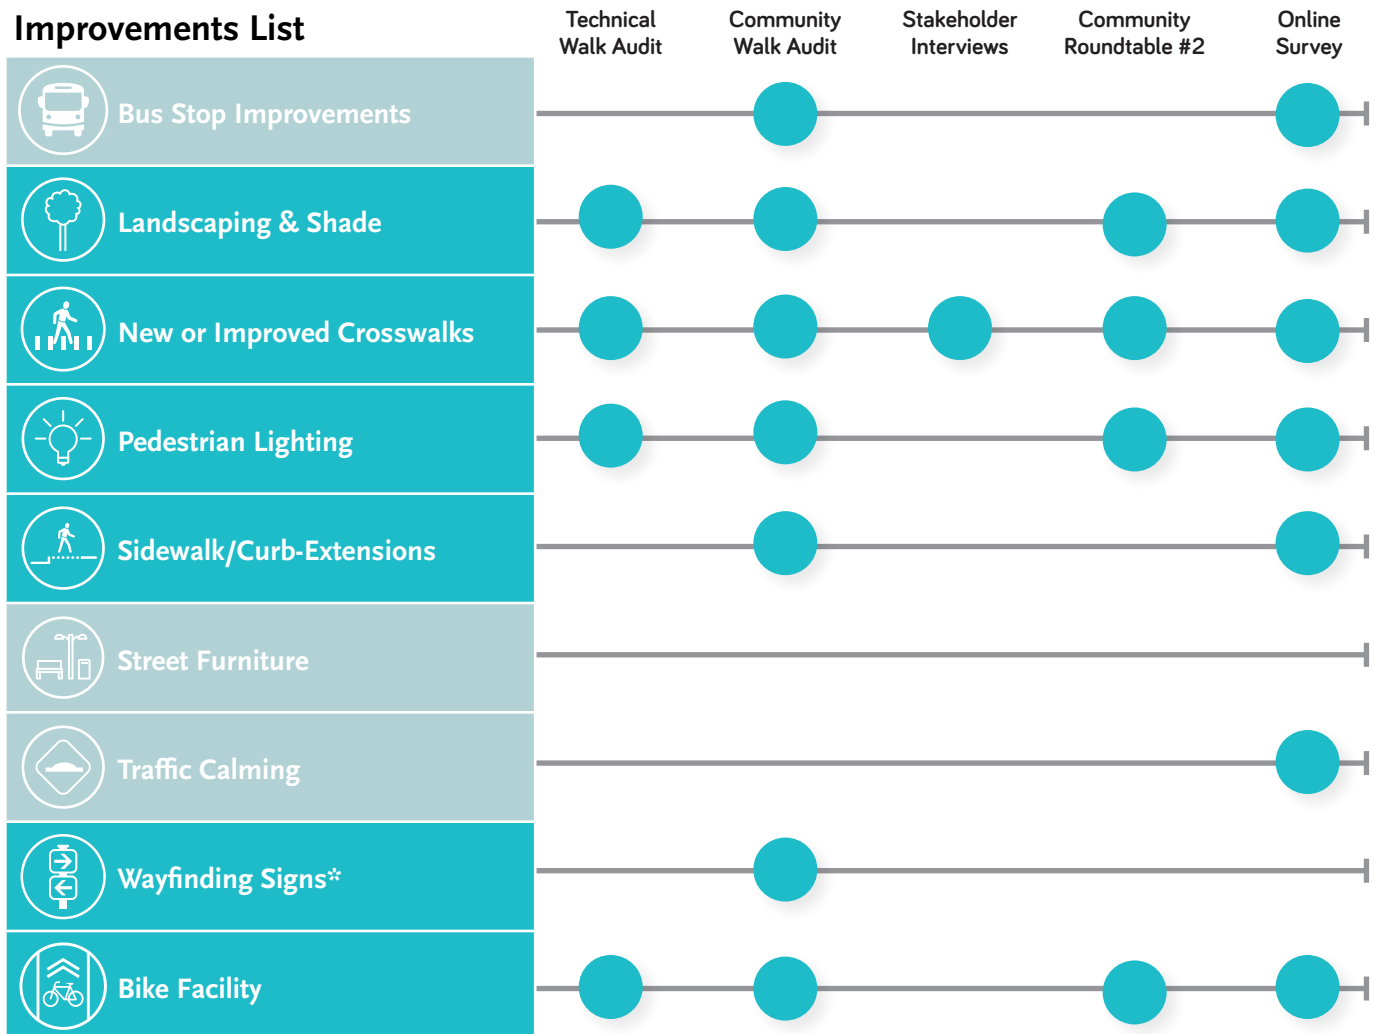 Improvements List
Technical
Walk Audit
Community
Walk Audit
Stakeholder
Interviews
Community
Roundtable #2
Online
Survey
Bus Stop Improvements
Landscaping & Shade
New or Improved Crosswalks
Pedestrian Lighting
Sidewalk/Curb-Extensions
Street Furniture
Traffic Calming
Wayfinding Signs*
Bike Facility